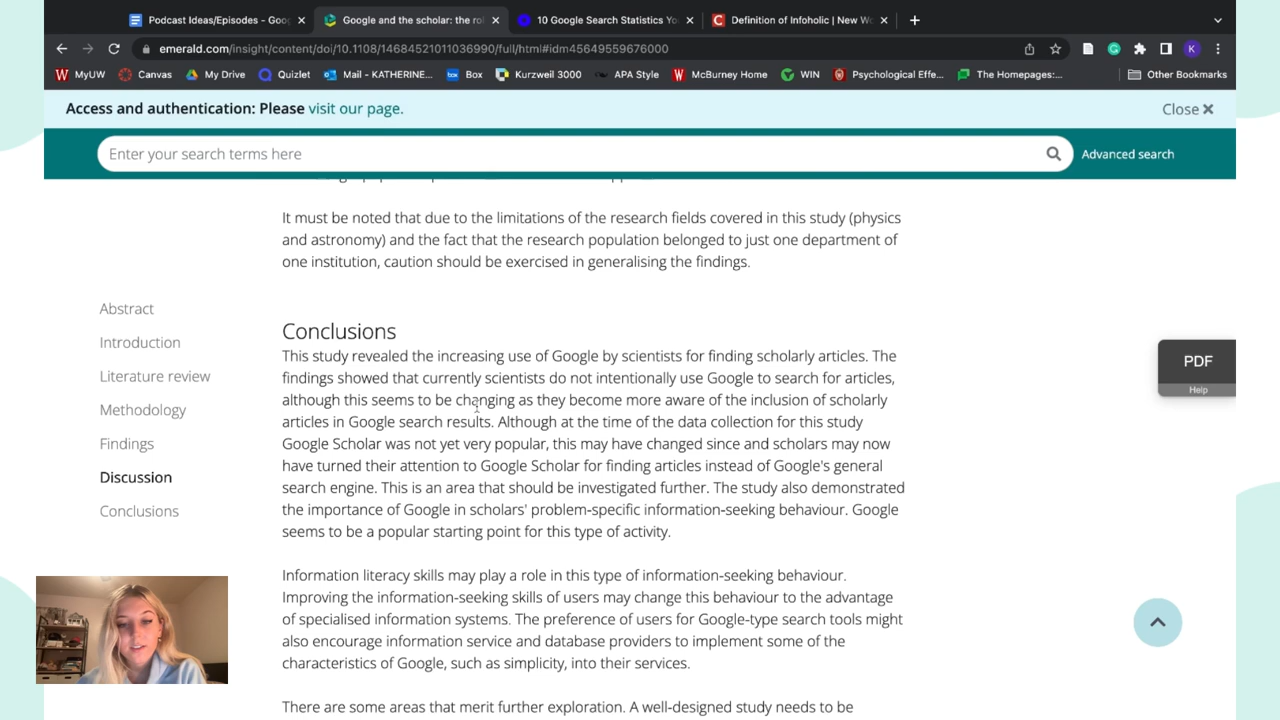 Podcast Ideas/Episodes - Goo
Google and the scholar: the rol
10 Google Search Statistics Yo
Definition of Infoholic | New W
emerald.com/insight/content/doi/10.1108/14684521011036990/full/html#idm45649559676000
K
MyUW
Canvas
My Drive
Quizlet
Mail - KATHERINE...
Box
Kurzweil 3000
APA Style
McBurney Home
WIN
Psychological Effe...
The Homepages:...
Other Bookmarks
Access and authentication: Please visit our page.
Close
Enter your search terms here
Advanced search
It must be noted that due to the limitations of the research fields covered in this study (physics
and astronomy) and the fact that the research population belonged to just one department of
one institution, caution should be exercised in generalising the findings.
Abstract
Introduction
Literature review
Methodology
Findings
Discussion
Conclusions
Conclusions
This study revealed the increasing use of Google by scientists for finding scholarly articles. The
findings showed that currently scientists do not intentionally use Google to search for articles,
although this seems to be changing as they become more aware of the inclusion of scholarly
articles in Google search results. Although at the time of the data collection for this study
Google Scholar was not yet very popular, this may have changed since and scholars may now
have turned their attention to Google Scholar for finding articles instead of Google's general
search engine. This is an area that should be investigated further. The study also demonstrated
the importance of Google in scholars' problem-specific information-seeking behaviour. Google
seems to be a popular starting point for this type of activity.
Information literacy skills may play a role in this type of information-seeking behaviour.
Improving the information-seeking skills of users may change this behaviour to the advantage
of specialised information systems. The preference of users for Google-type search tools might
also encourage information service and database providers to implement some of the
characteristics of Google, such as simplicity, into their services.
There are some areas that merit further exploration. A well-designed study needs to be
PDF
Help